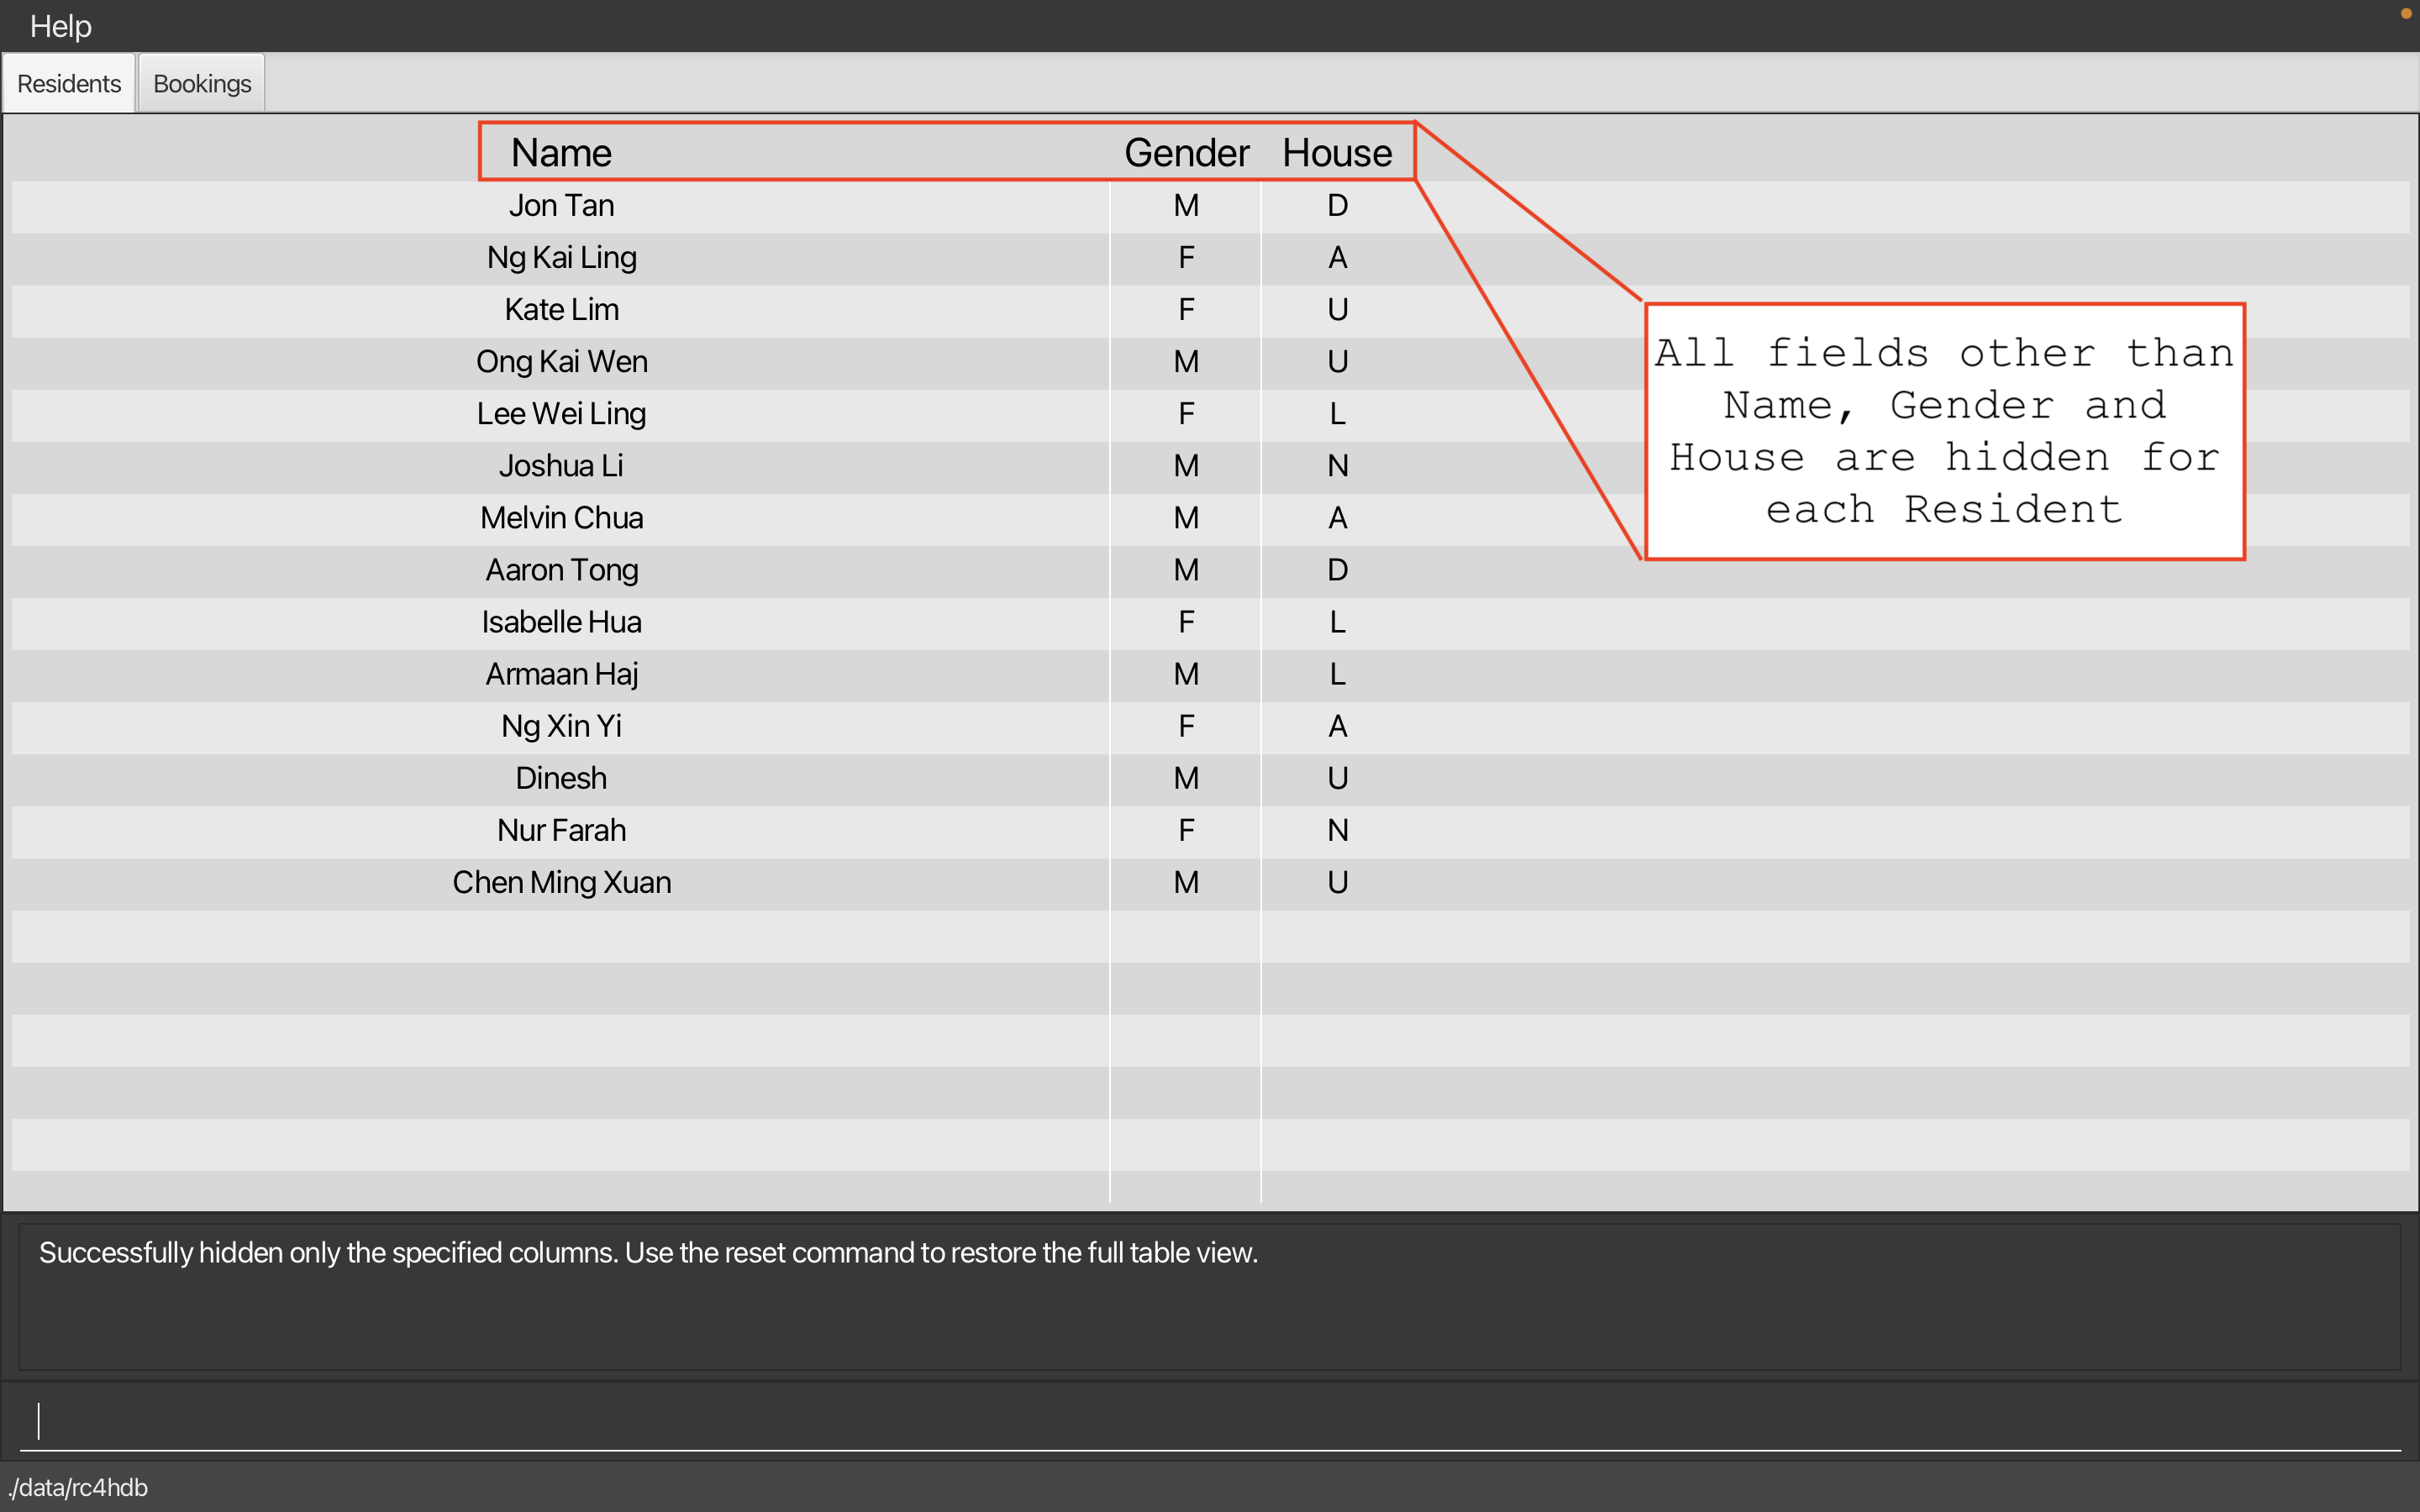 Help
Residents Bookings
Name Gender House
Jon Tan M D
Ng Kai Ling F A
Kate Lim F U
Ong Kai Wen M U
Lee Wei Ling F L
Joshua Li M N
Melvin Chua M A
Aaron Tong M D
Isabelle Hua F L
Armaan Haj M L
Ng Xin Yi F A
Dinesh M U
Nur Farah F N
Chen Ming Xuan M U
All fields other than
Name, Gender and
House are hidden for
each Resident
Successfully hidden only the specified columns. Use the reset command to restore the full table view.
./data/rc4hdb